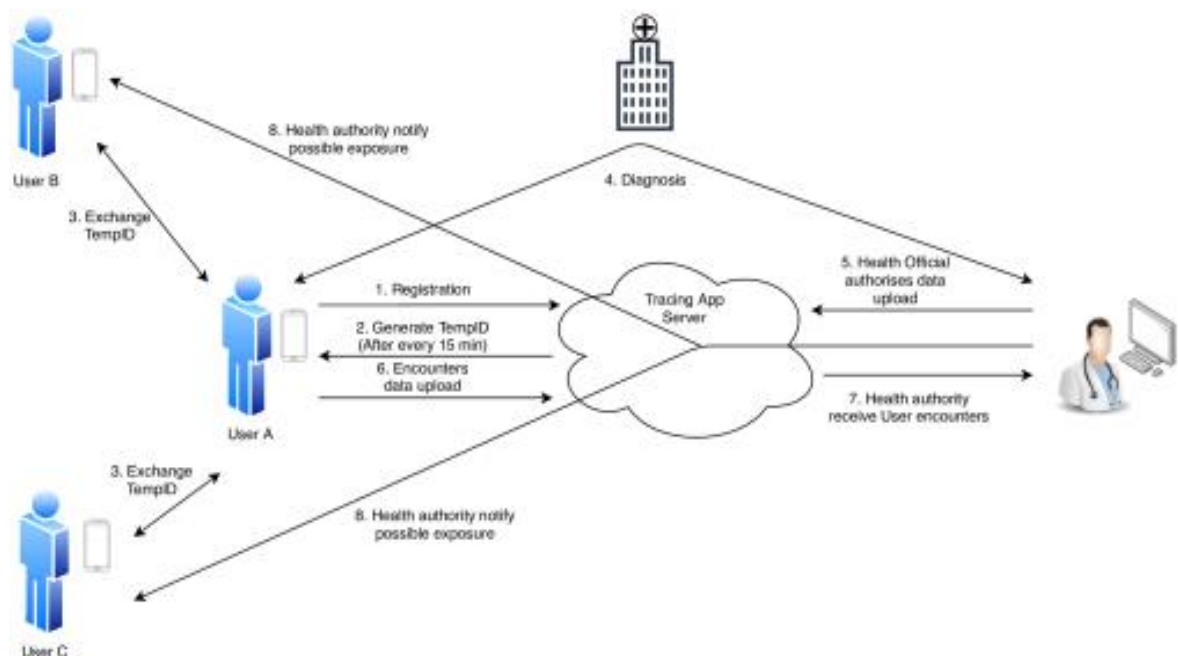 8. Health authority notify
possible exposure
4. Diagnosis
User B
3. Exchange
TempID
5. Health Official
authorises data
upload
1. Registration
Tracing App
Server
2. Generate TempID
(After every 15 min)
6. Encounters
data upload
7. Health authority
receive User encounters
User A
3. Exchange
TempID
8. Health authority notify
possible exposure
User C